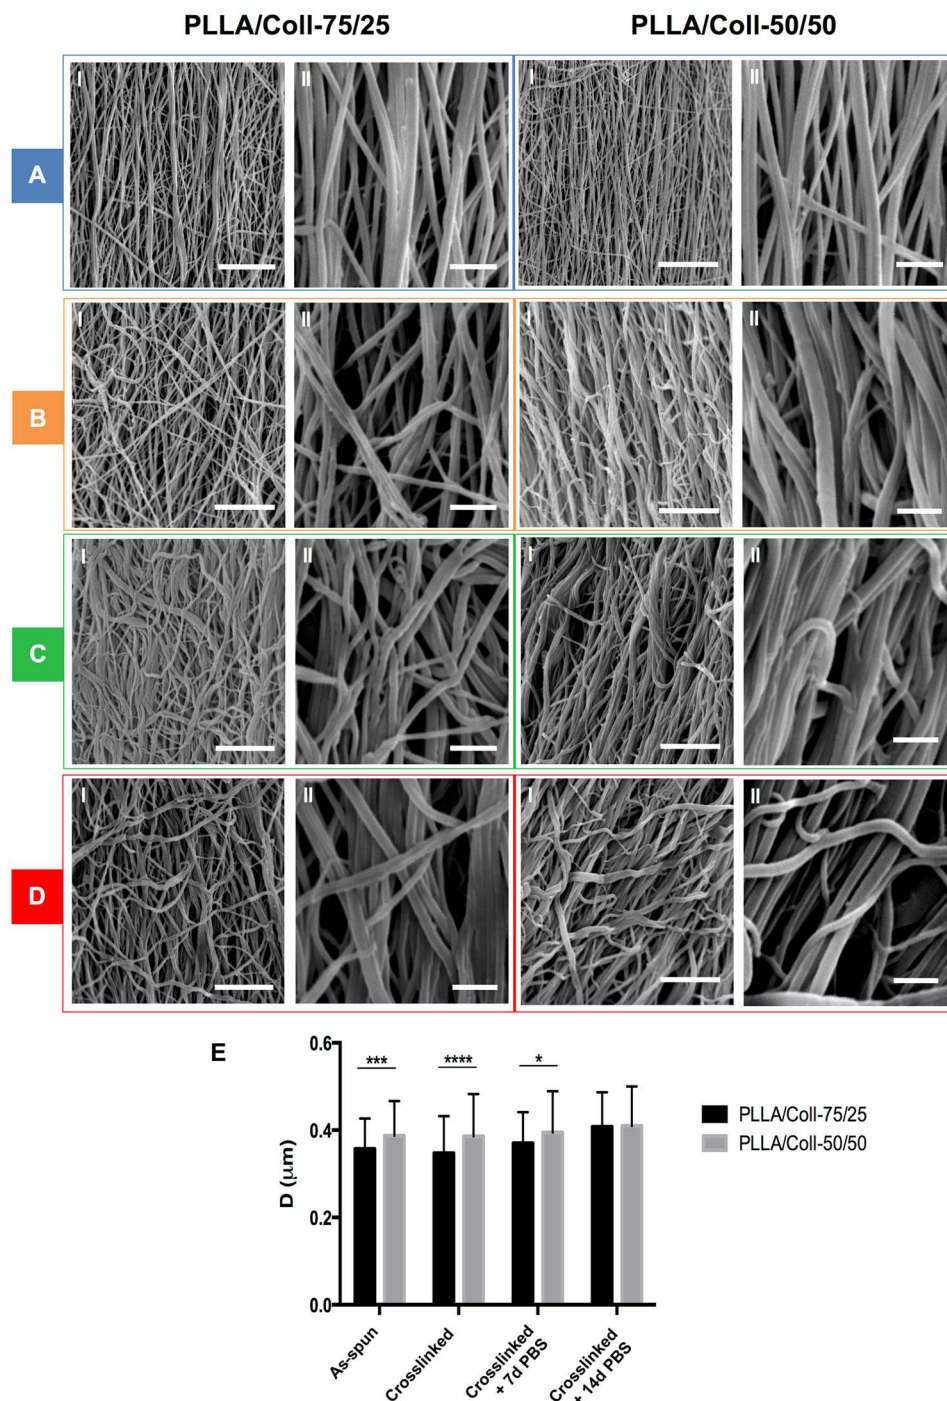 PLLA/Coll-75/25 PLLA/Coll-50/50
A
I II I II
B
I II I II
C
I II I II
D
I II I II
E
D (μm)
0.6
0.4
0.2
0.0
*** **** *
As-spun
Crosslinked
Crosslinked
+ 7d PBS
Crosslinked
+ 14d PBS
PLLA/Coll-75/25
PLLA/Coll-50/50